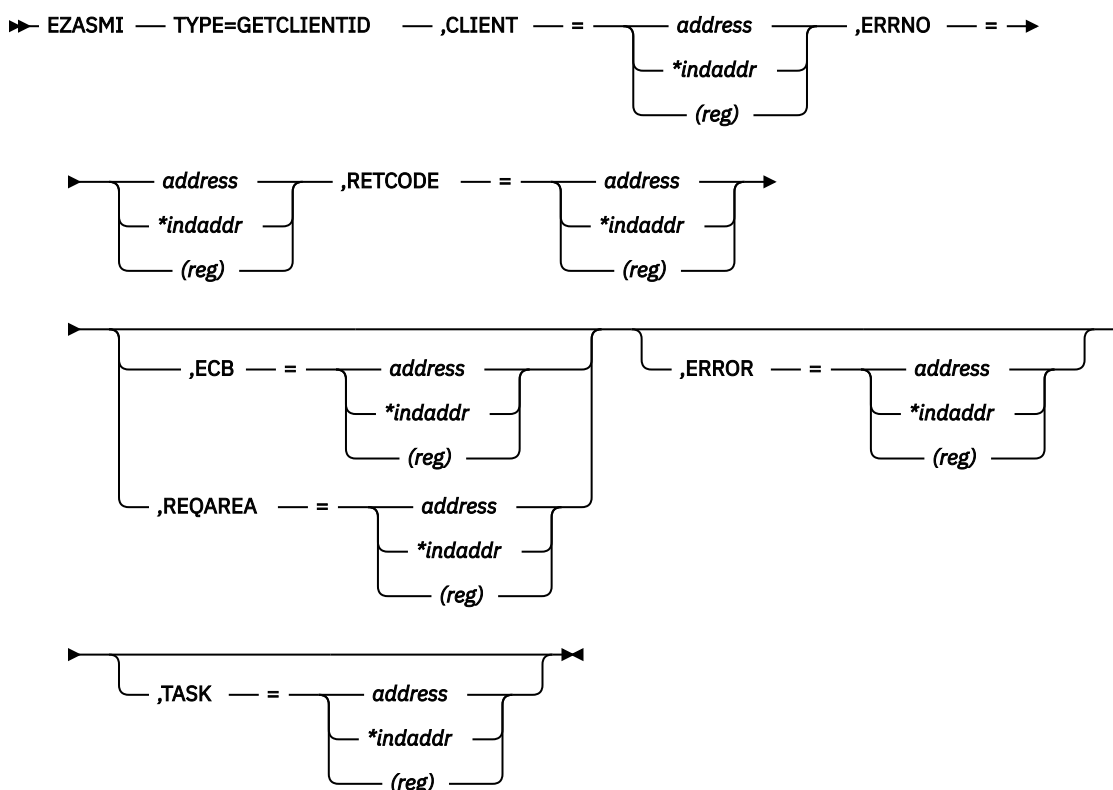 EZASMI TYPE=GETCLIENTID ,CLIENT = address ,ERRNO =
*indaddr
(reg)
address ,RETCODE = address
*indaddr *indaddr
(reg) (reg)
,ECB = address ,ERROR = address
*indaddr *indaddr
(reg) (reg)
,REQAREA = address
*indaddr
(reg)
,TASK = address
*indaddr
(reg)